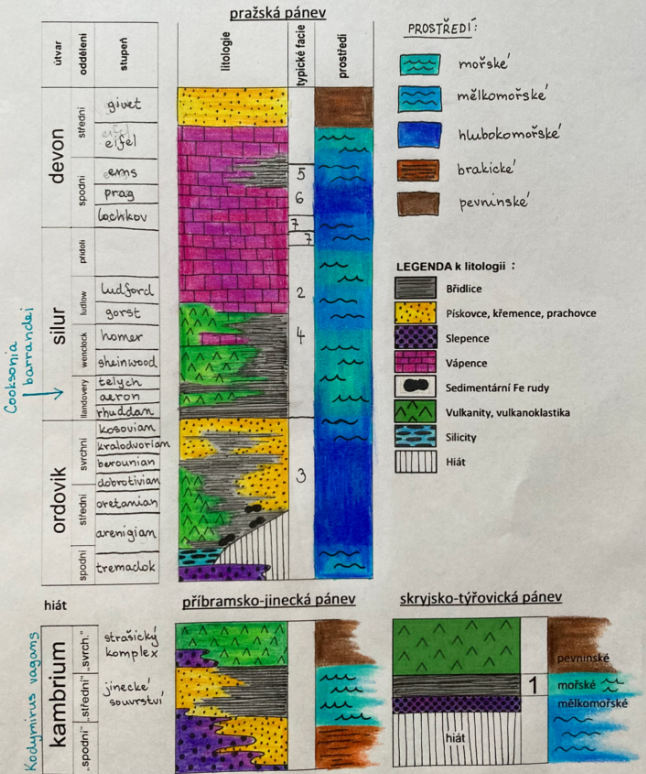 pražská pánev
útvar
oddělení
stupeň
litologie
typické facie
prostředí
PROSTŘEDÍ:
mořské
mělkomořské
hlubokomořské
brakické
pevninské
devon
střední
spodní
givet
eifel
eifel
ems
prag
lochkov
5
6
7
7
silur
přídolí
ludlow
wenclock
llandovery
ludford
gorst
homer
sheinwood
telych
aeron
rhuddan
2
4
Cooksonia
barrandei
ordovik
svrchní
střední
spodní
kosovian
kralodvorian
berounian
dobrotivian
oretanian
arenigian
tremadok
3
LEGENDA k litologii :
Břidlice
Pískovce, křemence, prachovce
Slepence
Vápence
Sedimentární Fe rudy
Vulkanity, vulkanoklastika
Silicity
Hiát
hiát
příbramsko-jinecká pánev
skryjsko-týřovická pánev
Kodymirus vagans
kambrium
„svrch."
„střední"
„spodní"
strašický
komplex
jinecké
souvrství
pevninské
1
mořské
mělkomořské
hiát